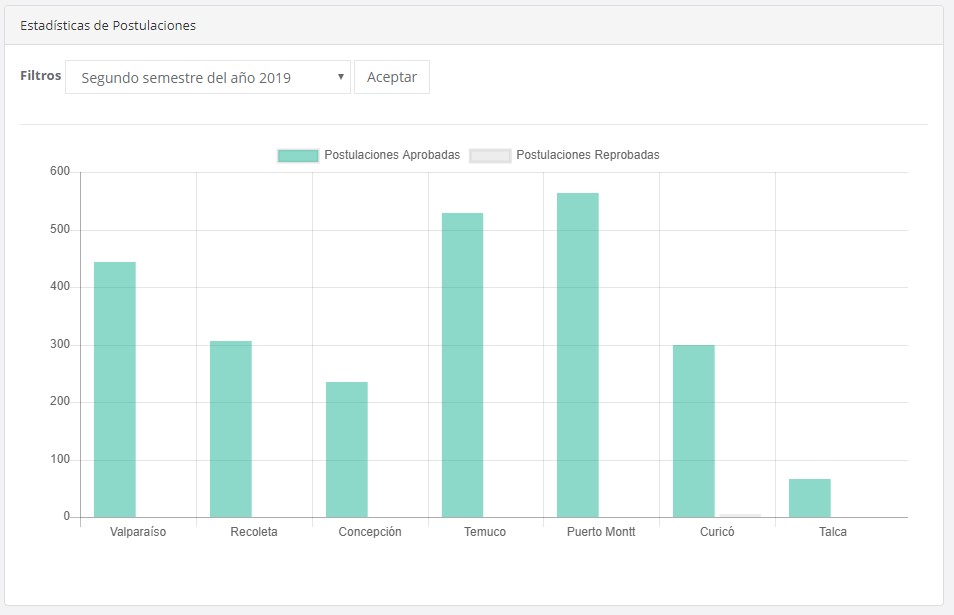 Estadísticas de Postulaciones
Filtros Segundo semestre del año 2019 Aceptar
Postulaciones Aprobadas Postulaciones Reprobadas
600
500
400
300
200
100
0
Valparaíso Recoleta Concepción Temuco Puerto Montt Curicó Talca